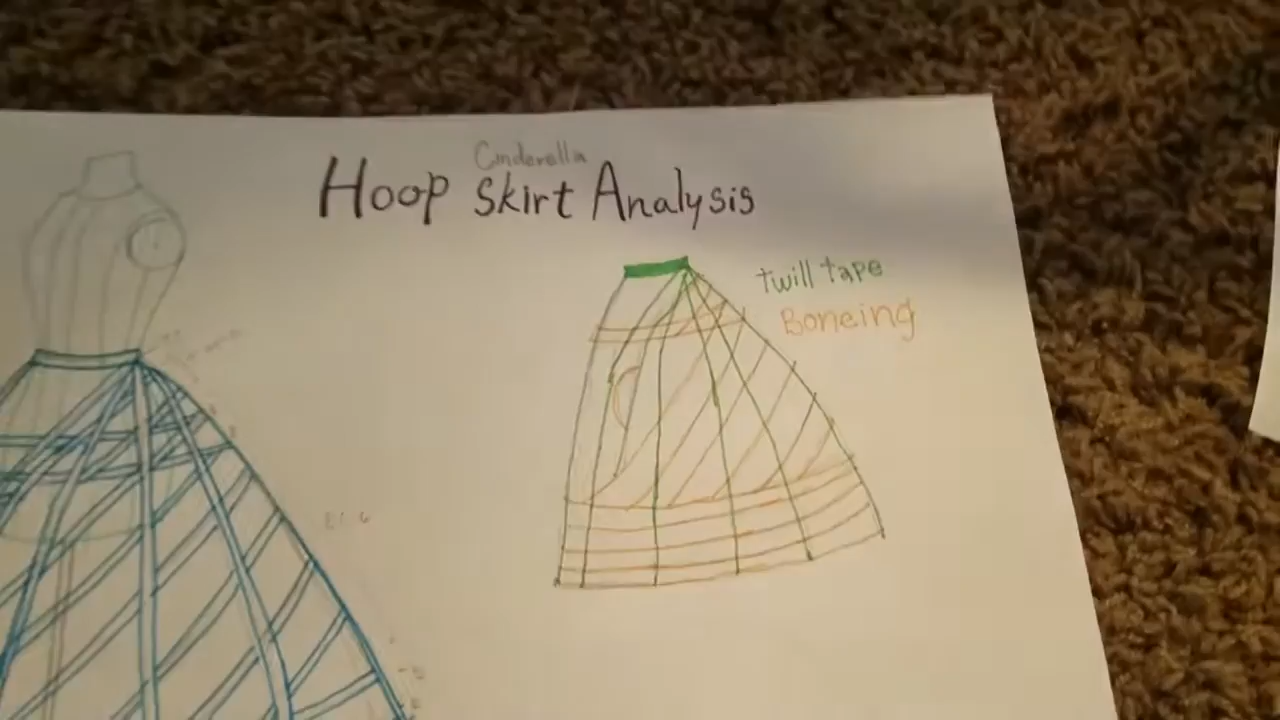 Cinderella
Hoop Skirt Analysis
twill tape
Boneing